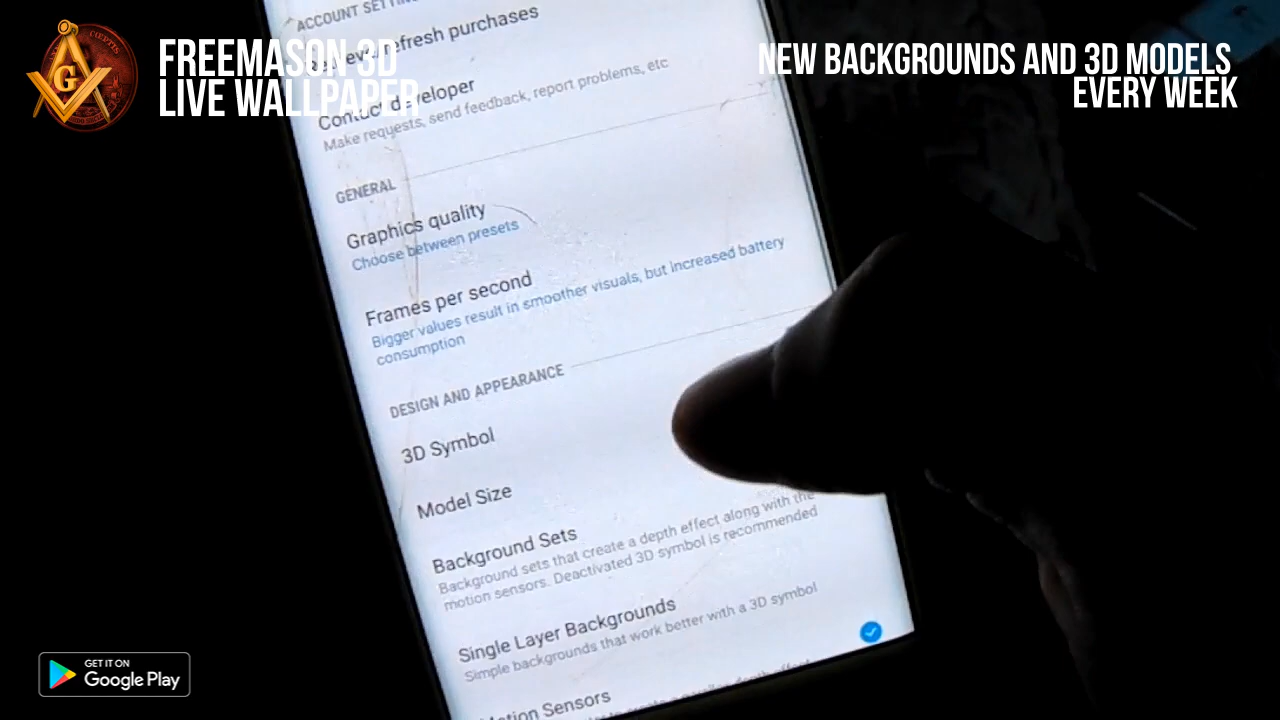 FREEMASON 3D
LIVE WALLPAPER
NEW BACKGROUNDS AND 3D MODELS
EVERY WEEK
G
ACCOUNT
refresh purchases
Contact developer
Make requests, send feedback, report problems, etc
GENERAL
Graphics quality
Choose between presets
Frames per second
Bigger values result in smoother visuals, but increased battery
consumption
DESIGN AND APPEARANCE
3D Symbol
Model Size
Background Sets
Background sets that create a depth effect along with the
motion sensors. Deactivated 3D symbol is recommended
Single Layer Backgrounds
Simple backgrounds that work better with a 3D symbol
Motion Sensors
GET IT ON
Google Play